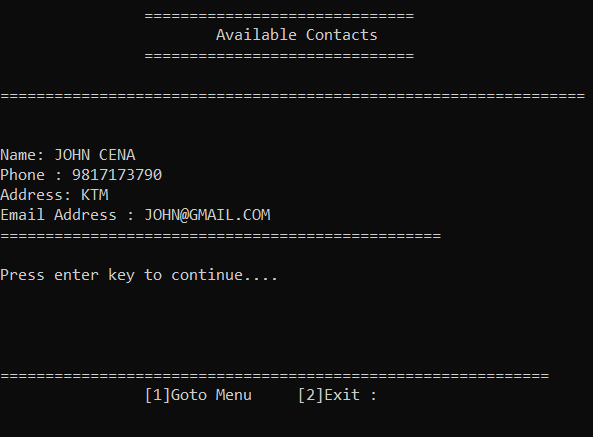 ==============================
Available Contacts
==============================
=================================================================
Name: JOHN CENA
Phone : 9817173790
Address: KTM
Email Address : JOHN@GMAIL.COM
=================================================
Press enter key to continue....
=============================================================
[1]Goto Menu     [2]Exit :